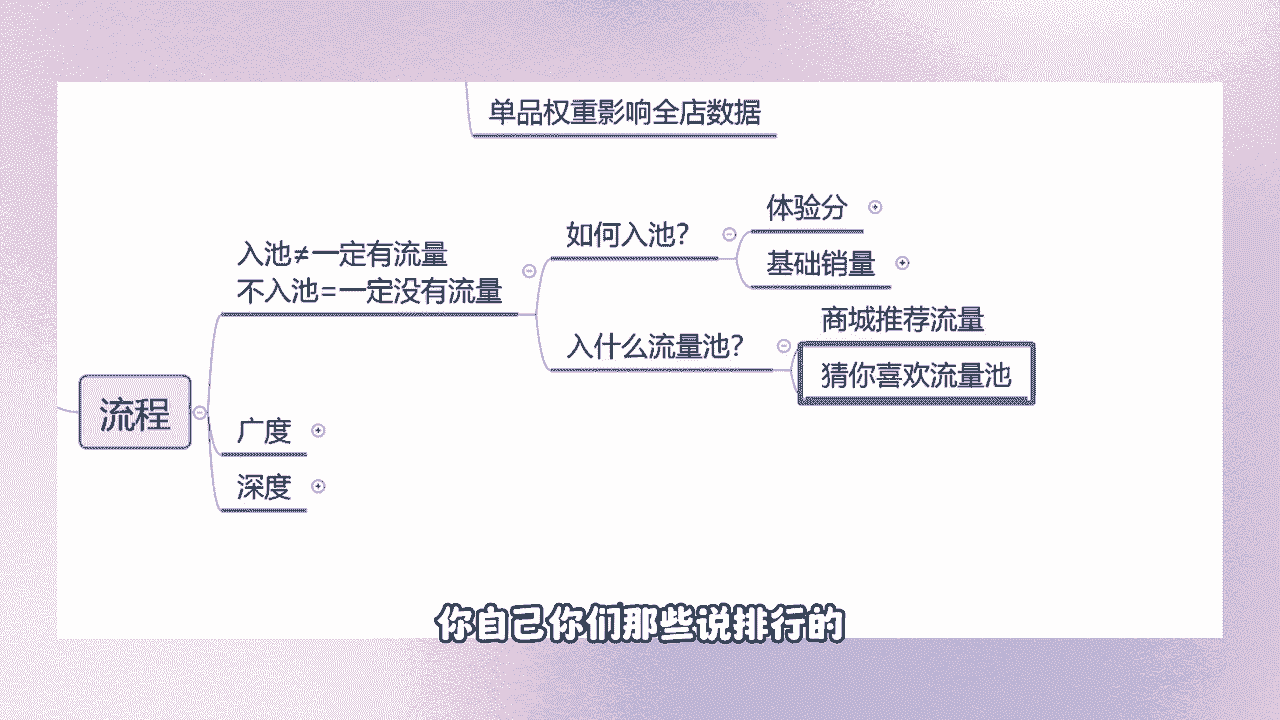 单品权重影响全店数据
体验分
如何入池？
基础销量
入池≠一定有流量
不入池=一定没有流量
商城推荐流量
入什么流量池？
猜你喜欢流量池
流程
广度
深度
你自己你们那些说排行的